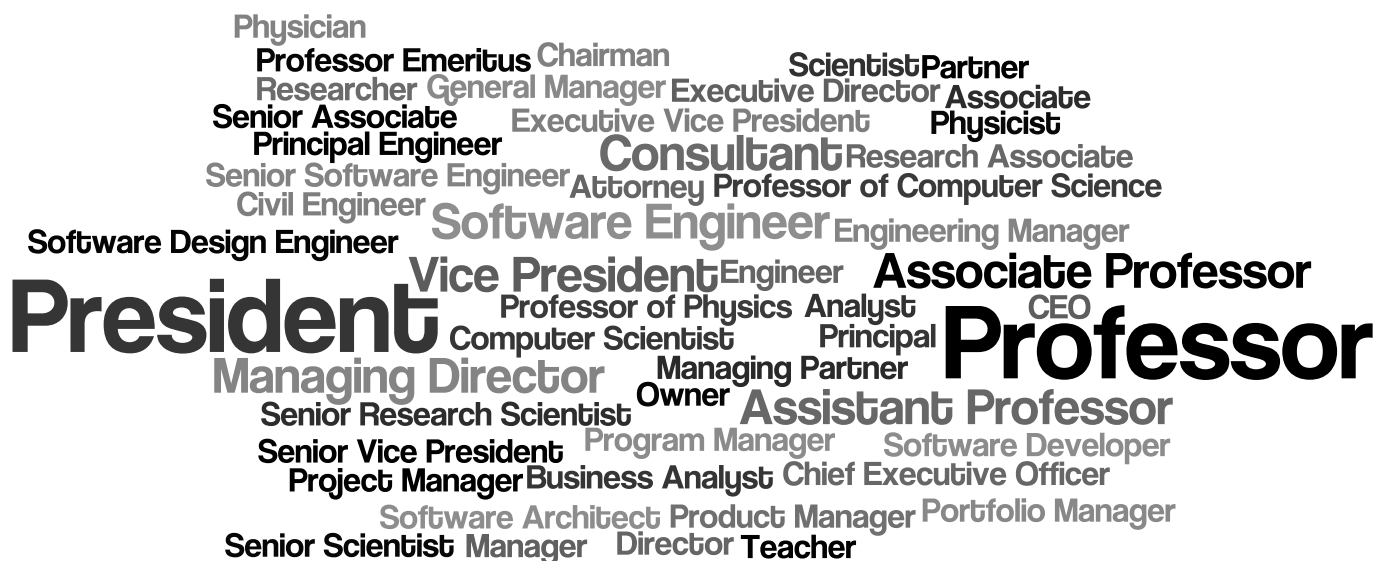 Physician
Professor Emeritus Chairman
Scientist Partner
Researcher General Manager Executive Director Associate
Senior Associate Executive Vice President Physicist
Principal Engineer Consultant Research Associate
Senior Software Engineer Attorney Professor of Computer Science
Civil Engineer Software Engineer Engineering Manager
Software Design Engineer
Vice President Engineer Associate Professor
President Professor of Physics Analyst CEO
Computer Scientist Principal Professor
Managing Director Managing Partner
Owner Assistant Professor
Senior Research Scientist
Senior Vice President Program Manager Software Developer
Project Manager Business Analyst Chief Executive Officer
Software Architect Product Manager Portfolio Manager
Senior Scientist Manager Director Teacher